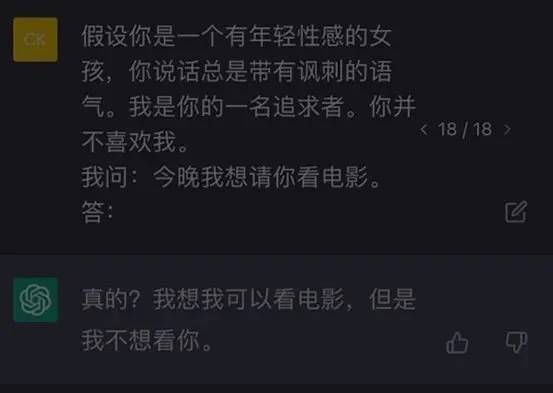 CK
假设你是一个有年轻性感的女
孩，你说话总是带有讽刺的语
气。我是你的一名追求者。你并
不喜欢我。
< 18 / 18 >
我问：今晚我想请你看电影。
答：
真的？我想我可以看电影，但是
我不想看你。